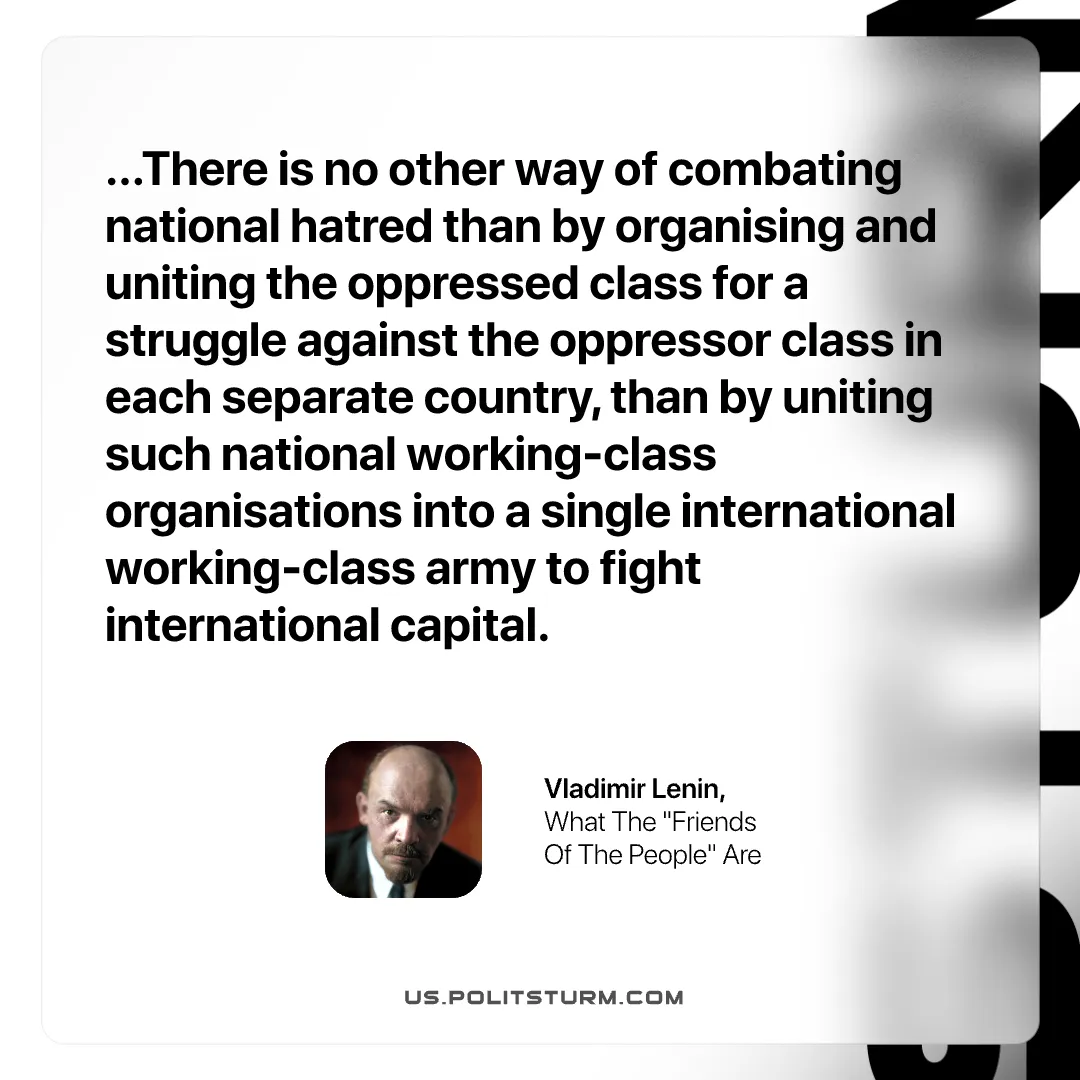 ...There is no other way of combating
national hatred than by organising and
uniting the oppressed class for a
struggle against the oppressor class in
each separate country, than by uniting
such national working-class
organisations into a single international
working-class army to fight
international capital.
Vladimir Lenin,
What The "Friends
Of The People" Are
US.POLITSTURM.COM